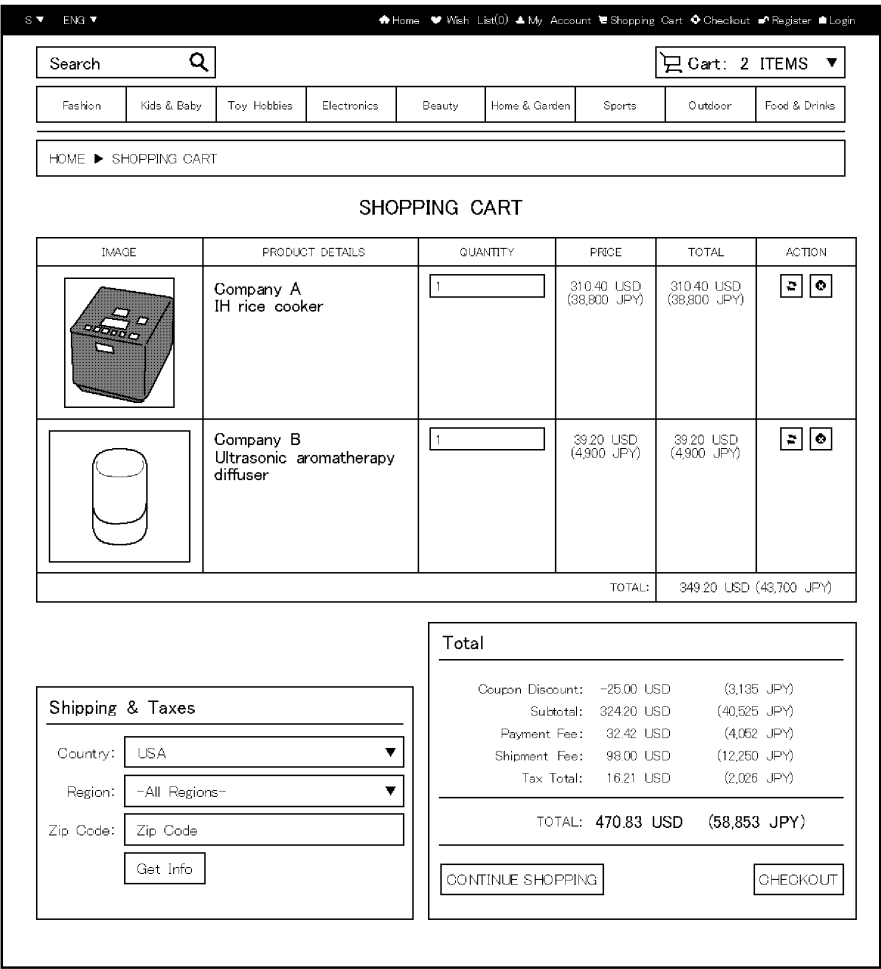 S ▼ ENG ▼ Home Wish List(0) My Account Shopping Cart Checkout Register Login
Search Cart: 2 ITEMS ▼
Fashion Kids & Baby Toy Hobbies Electronics Beauty Home & Garden Sports Outdoor Food & Drinks
HOME ▶ SHOPPING CART
SHOPPING CART
IMAGE PRODUCT DETAILS QUANTITY PRICE TOTAL ACTION
Company A 1 310.40 USD 310.40 USD
IH rice cooker (38,800 JPY) (38,800 JPY)
Company B 1 39.20 USD 39.20 USD
Ultrasonic aromatherapy (4,900 JPY) (4,900 JPY)
diffuser
TOTAL: 349.20 USD (43,700 JPY)
Shipping & Taxes
Country: USA ▼
Region: -All Regions- ▼
Zip Code: Zip Code
Get Info
Total
Coupon Discount: -25.00 USD (3,135 JPY)
Subtotal: 324.20 USD (40,525 JPY)
Payment Fee: 32.42 USD (4,052 JPY)
Shipment Fee: 98.00 USD (12,250 JPY)
Tax Total: 16.21 USD (2,026 JPY)
TOTAL: 470.83 USD (58,853 JPY)
CONTINUE SHOPPING CHECKOUT